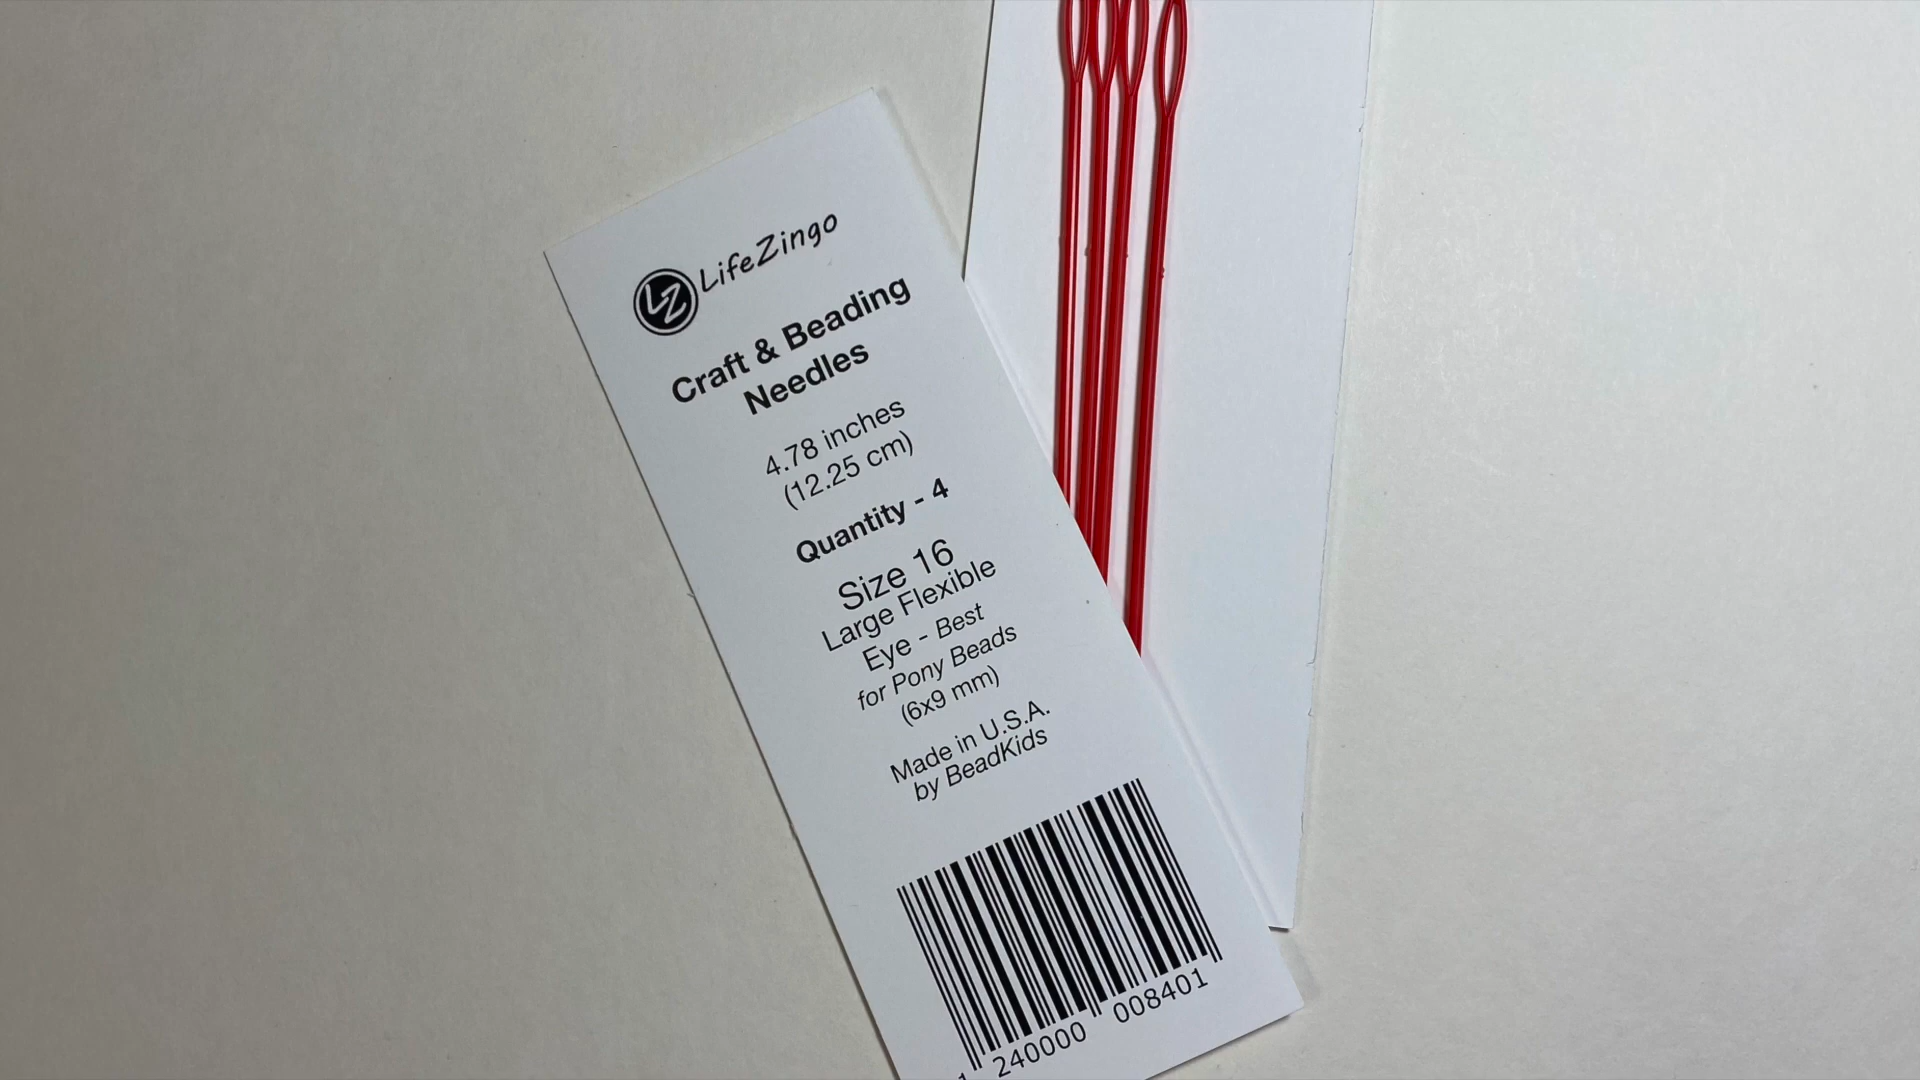 LZ LifeZingo
Craft & Beading
Needles
4.78 inches
(12.25 cm)
Quantity - 4
Size 16
Large Flexible
Eye - Best
for Pony Beads
(6x9 mm)
Made in U.S.A.
by BeadKids
240000 008401